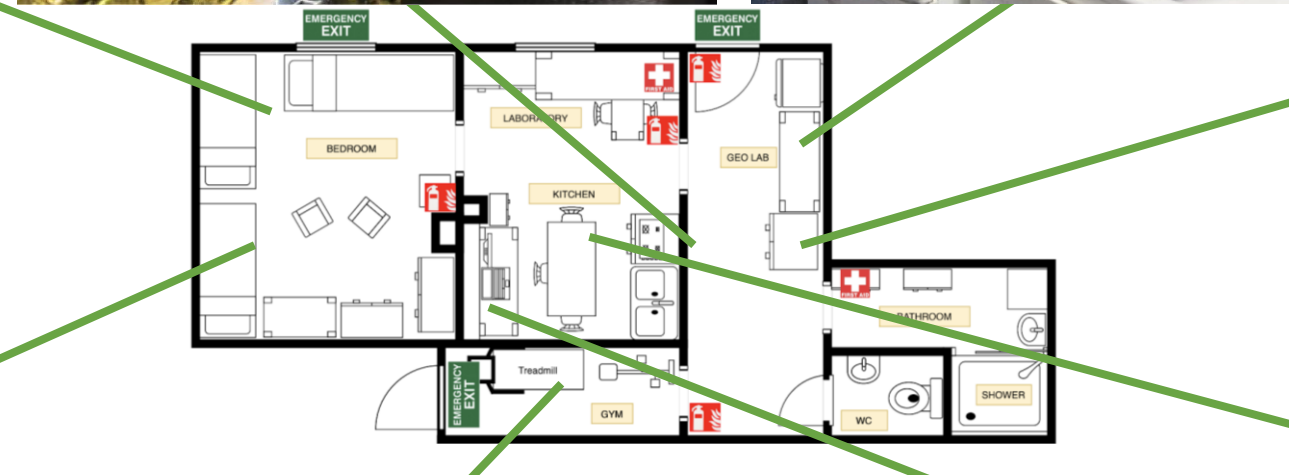 EMERGENCY
EXIT
EMERGENCY
EXIT
FIRST AID
LABORATORY
BEDROOM
GEO LAB
KITCHEN
FIRST AID
BATHROOM
Treadmill
EMERGENCY
EXIT
GYM
SHOWER
WC